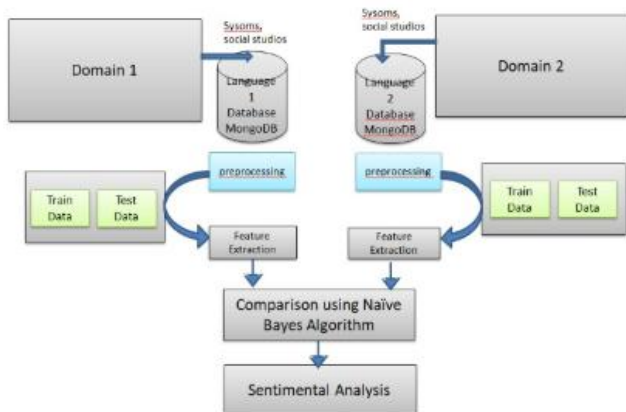 Sysoms,
social studios
Domain 1
Language
1
Database
MongoDB
Sysoms,
social studios
Domain 2
Language
2
Database
MongoDB
preprocessing
Train
Data
Test
Data
Feature
Extraction
preprocessing
Train
Data
Test
Data
Feature
Extraction
Comparison using Naïve
Bayes Algorithm
Sentimental Analysis